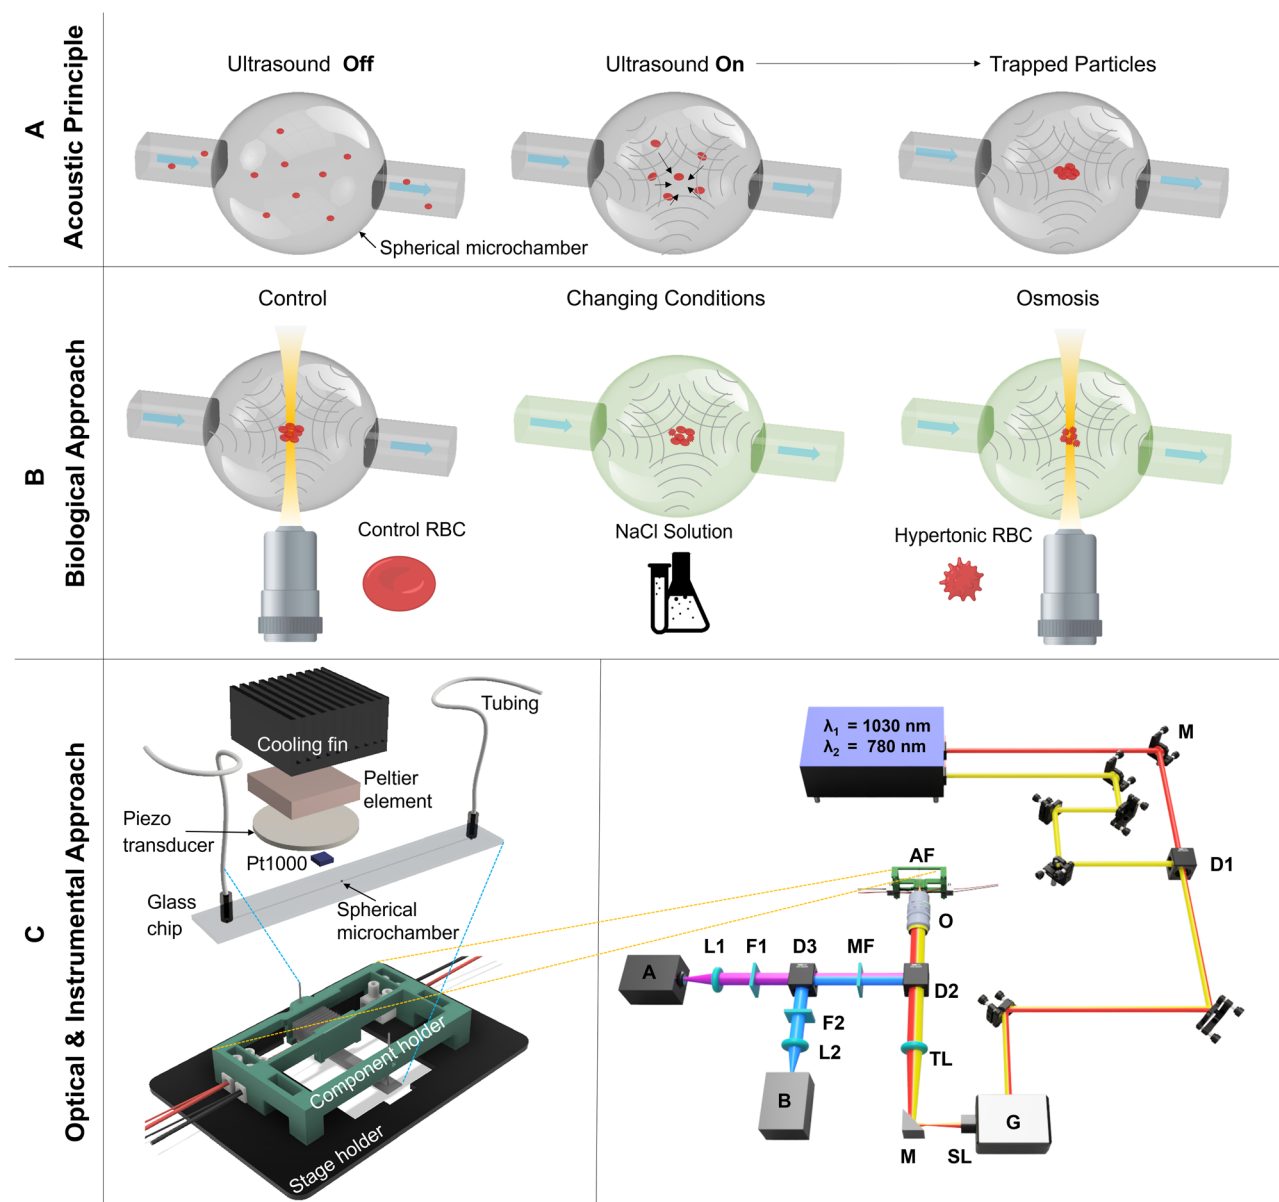 A
Acoustic Principle
Ultrasound Off
Ultrasound On
Trapped Particles
Spherical microchamber
B
Biological Approach
Control
Changing Conditions
Osmosis
Control RBC
NaCl Solution
Hypertonic RBC
C
Optical & Instrumental Approach
Cooling fin
Tubing
Peltier
element
Piezo
transducer
Pt1000
Glass
chip
Spherical
microchamber
Component holder
Stage holder
λ1 = 1030 nm
λ2 = 780 nm
M
D1
AF
O
L1
F1
D3
MF
A
D2
F2
L2
TL
B
G
M
SL